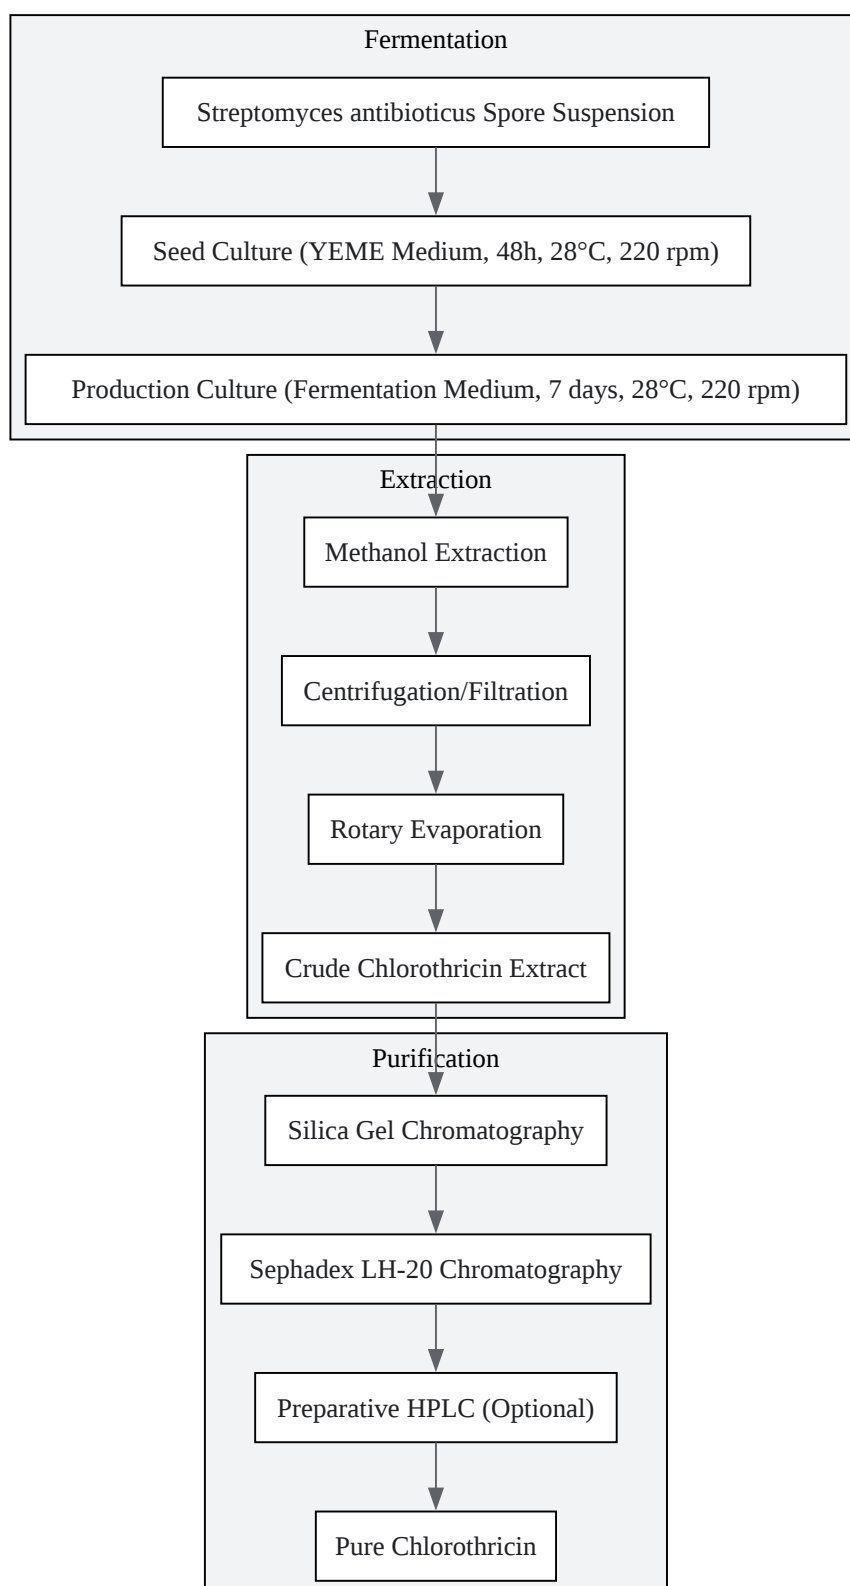 Fermentation
Streptomyces antibioticus Spore Suspension
Seed Culture (YEME Medium, 48h, 28°C, 220 rpm)
Production Culture (Fermentation Medium, 7 days, 28°C, 220 rpm)
Extraction
Methanol Extraction
Centrifugation/Filtration
Rotary Evaporation
Crude Chlorothricin Extract
Purification
Silica Gel Chromatography
Sephadex LH-20 Chromatography
Preparative HPLC (Optional)
Pure Chlorothricin